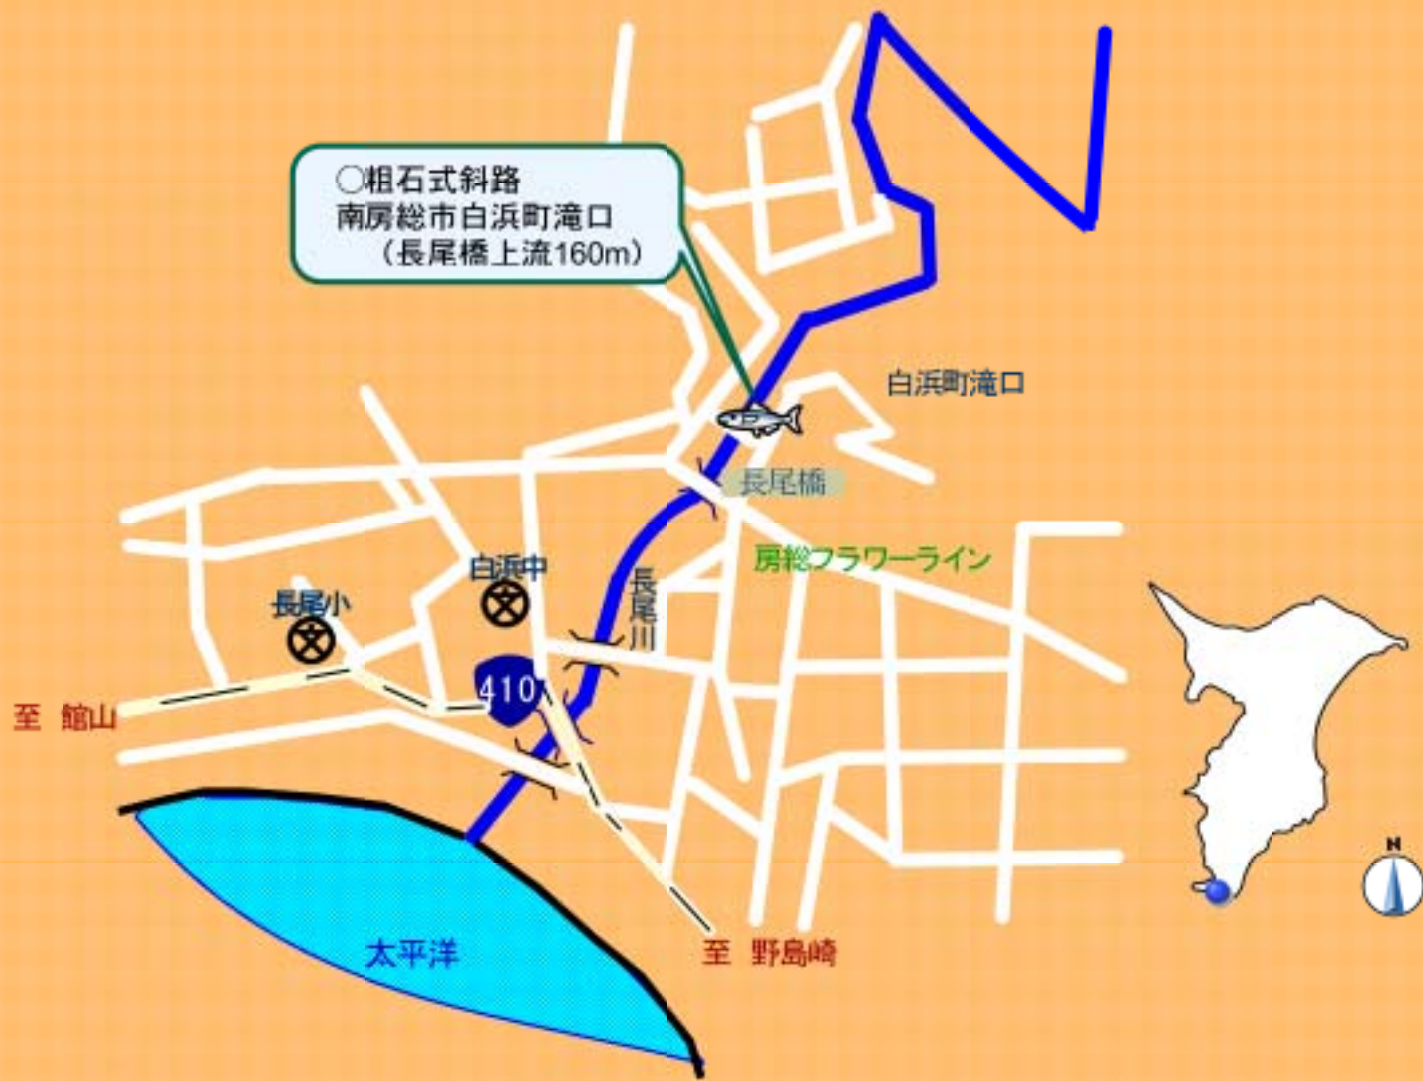 ○粗石式斜路
南房総市白浜町滝口
（長尾橋上流160m）
白浜町滝口
長尾橋
房総フラワーライン
白浜中
長尾小
長尾川
410
至 館山
太平洋
至 野島崎
N
文
文